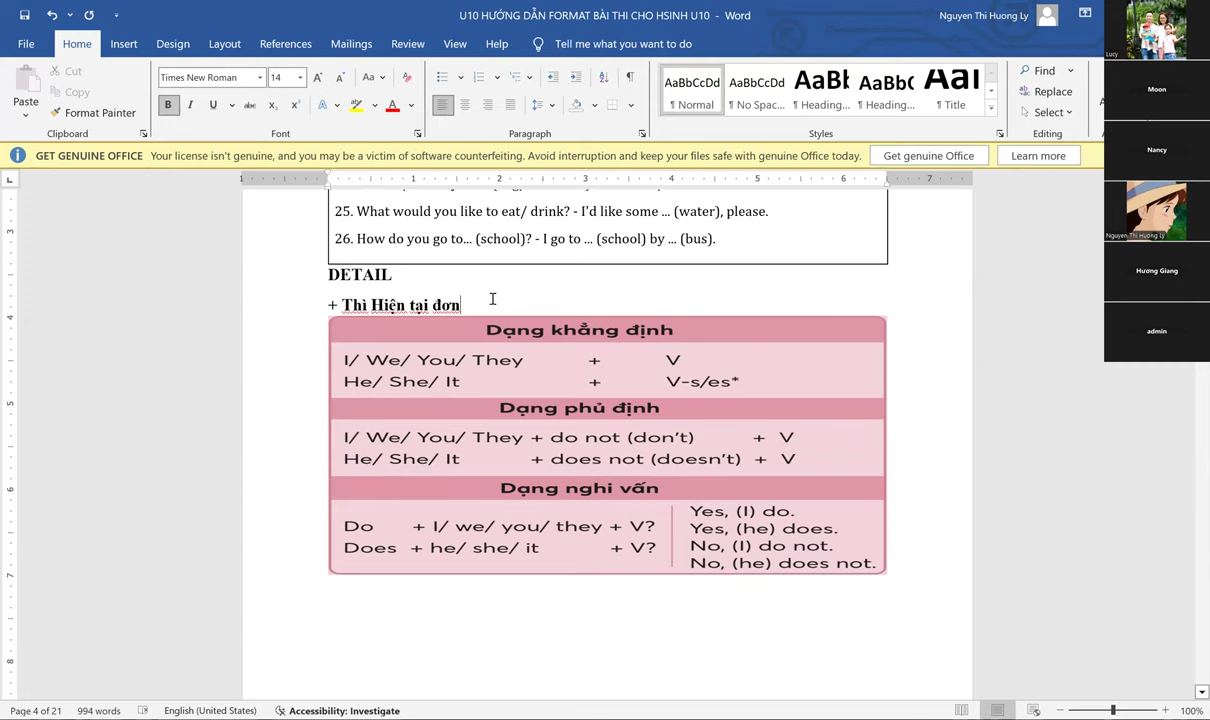 U10 HƯỚNG DẪN FORMAT BÀI THI CHO HSINH U10 - Word
Nguyen Thi Huong Ly
File Home Insert Design Layout References Mailings Review View Help Tell me what you want to do
Paste
Cut
Copy
Format Painter
Clipboard
Times New Roman 14
Font
Paragraph
AaBbCcDd AaBbCcDd AaBb( AaBbC AaI
¶ Normal ¶ No Spac... ¶ Heading... ¶ Heading... ¶ Title
Styles
Find
Replace
Select
Editing
GET GENUINE OFFICE Your license isn't genuine, and you may be a victim of software counterfeiting. Avoid interruption and keep your files safe with genuine Office today. Get genuine Office Learn more
25. What would you like to eat/ drink? - I'd like some ... (water), please.
26. How do you go to... (school)? - I go to ... (school) by ... (bus).
DETAIL
+ Thì Hiện tại đơn
Dạng khẳng định
I/ We/ You/ They + V
He/ She/ It + V-s/es*
Dạng phủ định
I/ We/ You/ They + do not (don't) + V
He/ She/ It + does not (doesn't) + V
Dạng nghi vấn
Do + I/ we/ you/ they + V?
Does + he/ she/ it + V?
Yes, (I) do.
Yes, (he) does.
No, (I) do not.
No, (he) does not.
Page 4 of 21 994 words English (United States) Accessibility: Investigate 100%
Lucy
Moon
Nancy
Nguyen Thi Huong Ly
Hương Giang
admin